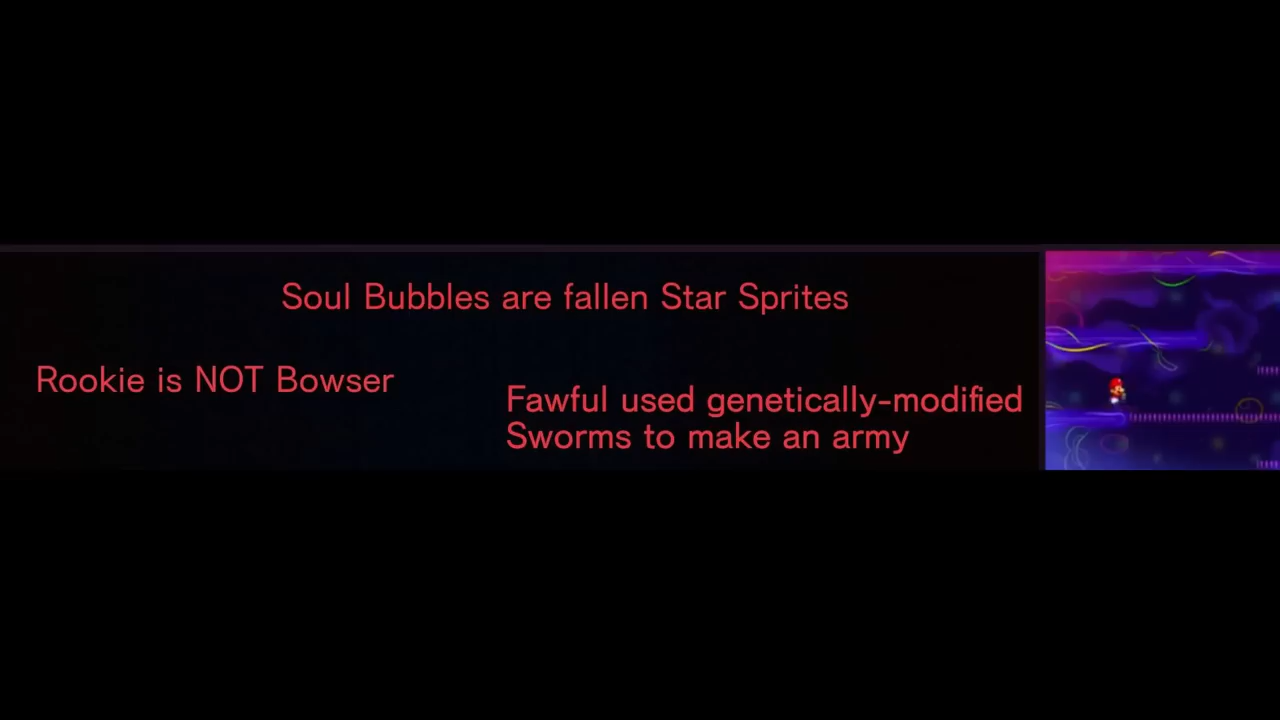 Soul Bubbles are fallen Star Sprites
Rookie is NOT Bowser
Fawful used genetically-modified
Sworms to make an army